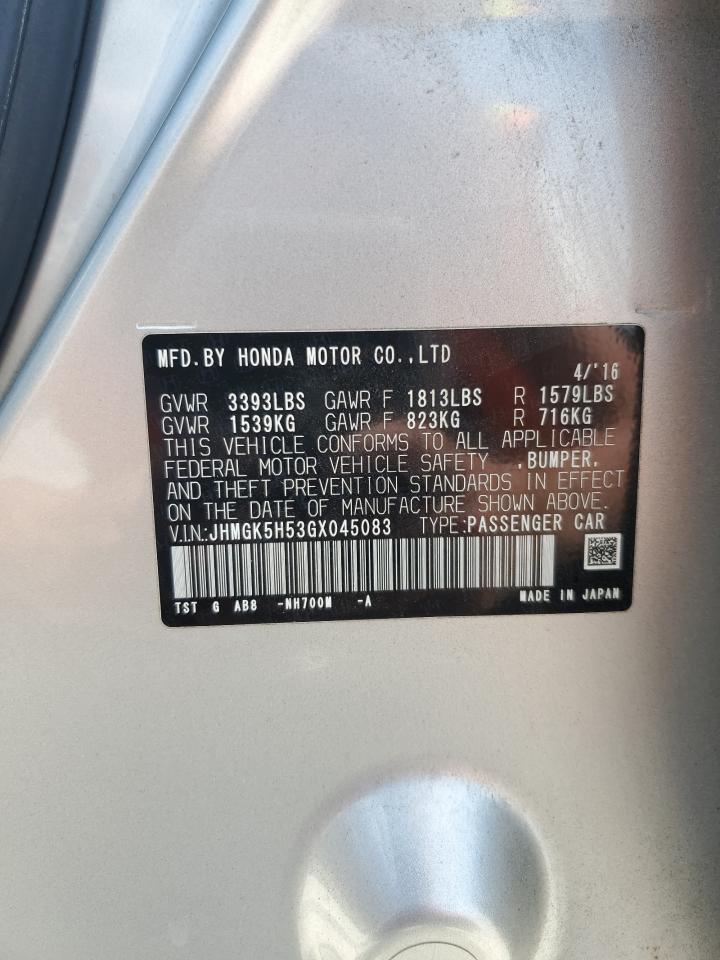 MFD.BY HONDA MOTOR CO.,LTD
4/'16
GVWR 3393LBS GAWR F 1813LBS R 1579LBS
GVWR 1539KG GAWR F 823KG R 716KG
THIS VEHICLE CONFORMS TO ALL APPLICABLE
FEDERAL MOTOR VEHICLE SAFETY ,BUMPER,
AND THEFT PREVENTION STANDARDS IN EFFECT
ON THE DATE OF MANUFACTURE SHOWN ABOVE.
V.I.N:JHMGK5H53GX045083 TYPE:PASSENGER CAR
TST G AB8 -NH700M -A MADE IN JAPAN